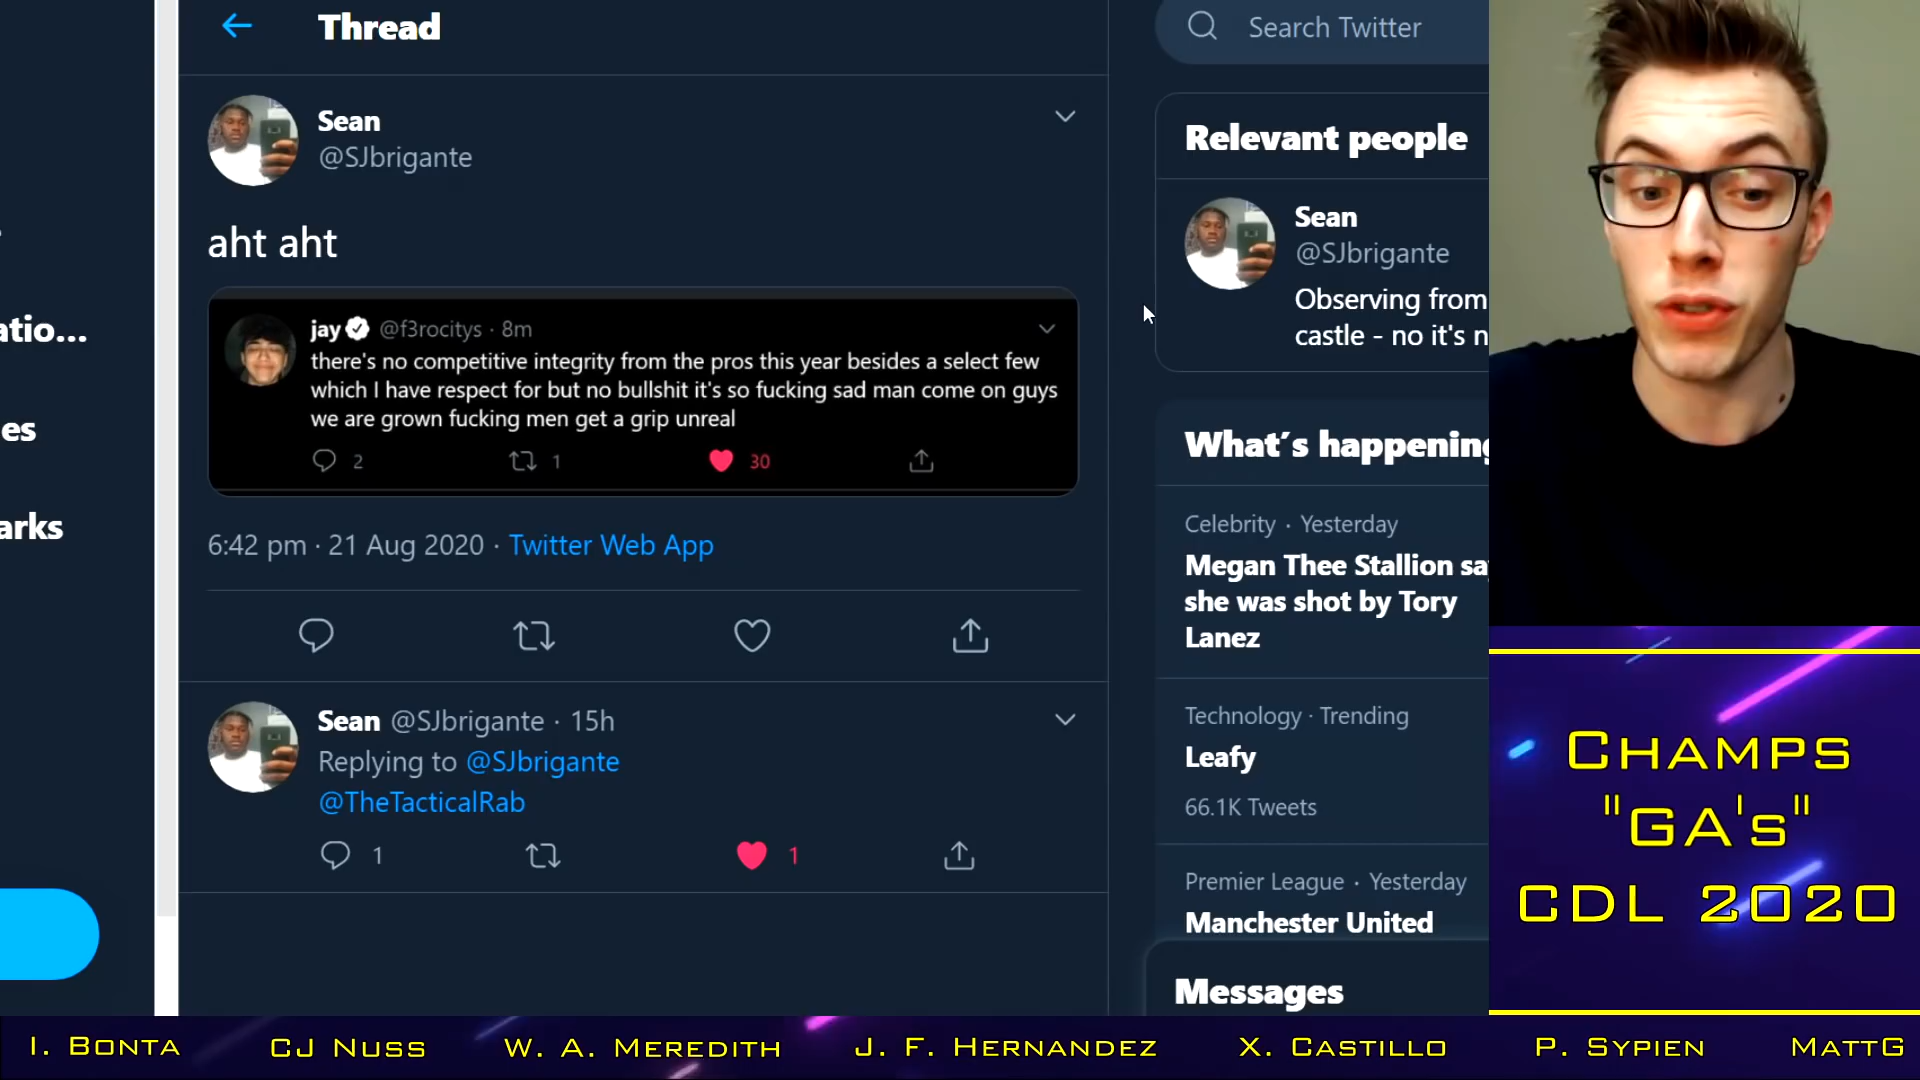 Thread
Search Twitter
Sean
@SJbrigante
aht aht
jay @f3rocitys · 8m
there's no competitive integrity from the pros this year besides a select few
which I have respect for but no bullshit it's so fucking sad man come on guys
we are grown fucking men get a grip unreal
2 1 30
6:42 pm · 21 Aug 2020 · Twitter Web App
Sean @SJbrigante · 15h
Replying to @SJbrigante
@TheTacticalRab
1 1
atio...
es
arks
Relevant people
Sean
@SJbrigante
Observing from
castle - no it's n
What's happening
Celebrity · Yesterday
Megan Thee Stallion sa
she was shot by Tory
Lanez
Technology · Trending
Leafy
66.1K Tweets
Premier League · Yesterday
Manchester United
Messages
Champs
"GA's"
CDL 2020
I. Bonta CJ Nuss W. A. Meredith J. F. Hernandez X. Castillo P. Sypien MattG